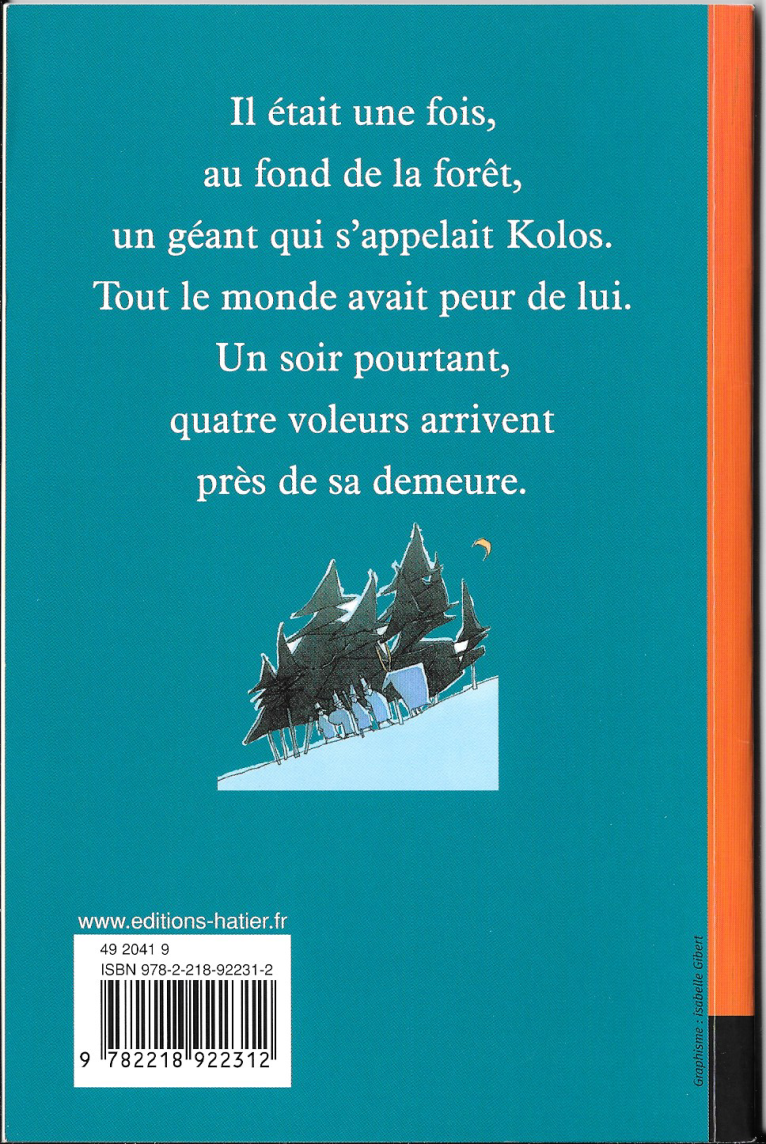 Il était une fois,
au fond de la forêt,
un géant qui s'appelait Kolos.
Tout le monde avait peur de lui.
Un soir pourtant,
quatre voleurs arrivent
près de sa demeure.
www.editions-hatier.fr
49 2041 9
ISBN 978-2-218-92231-2
9 782218 922312
Graphisme : Isabelle Gibert